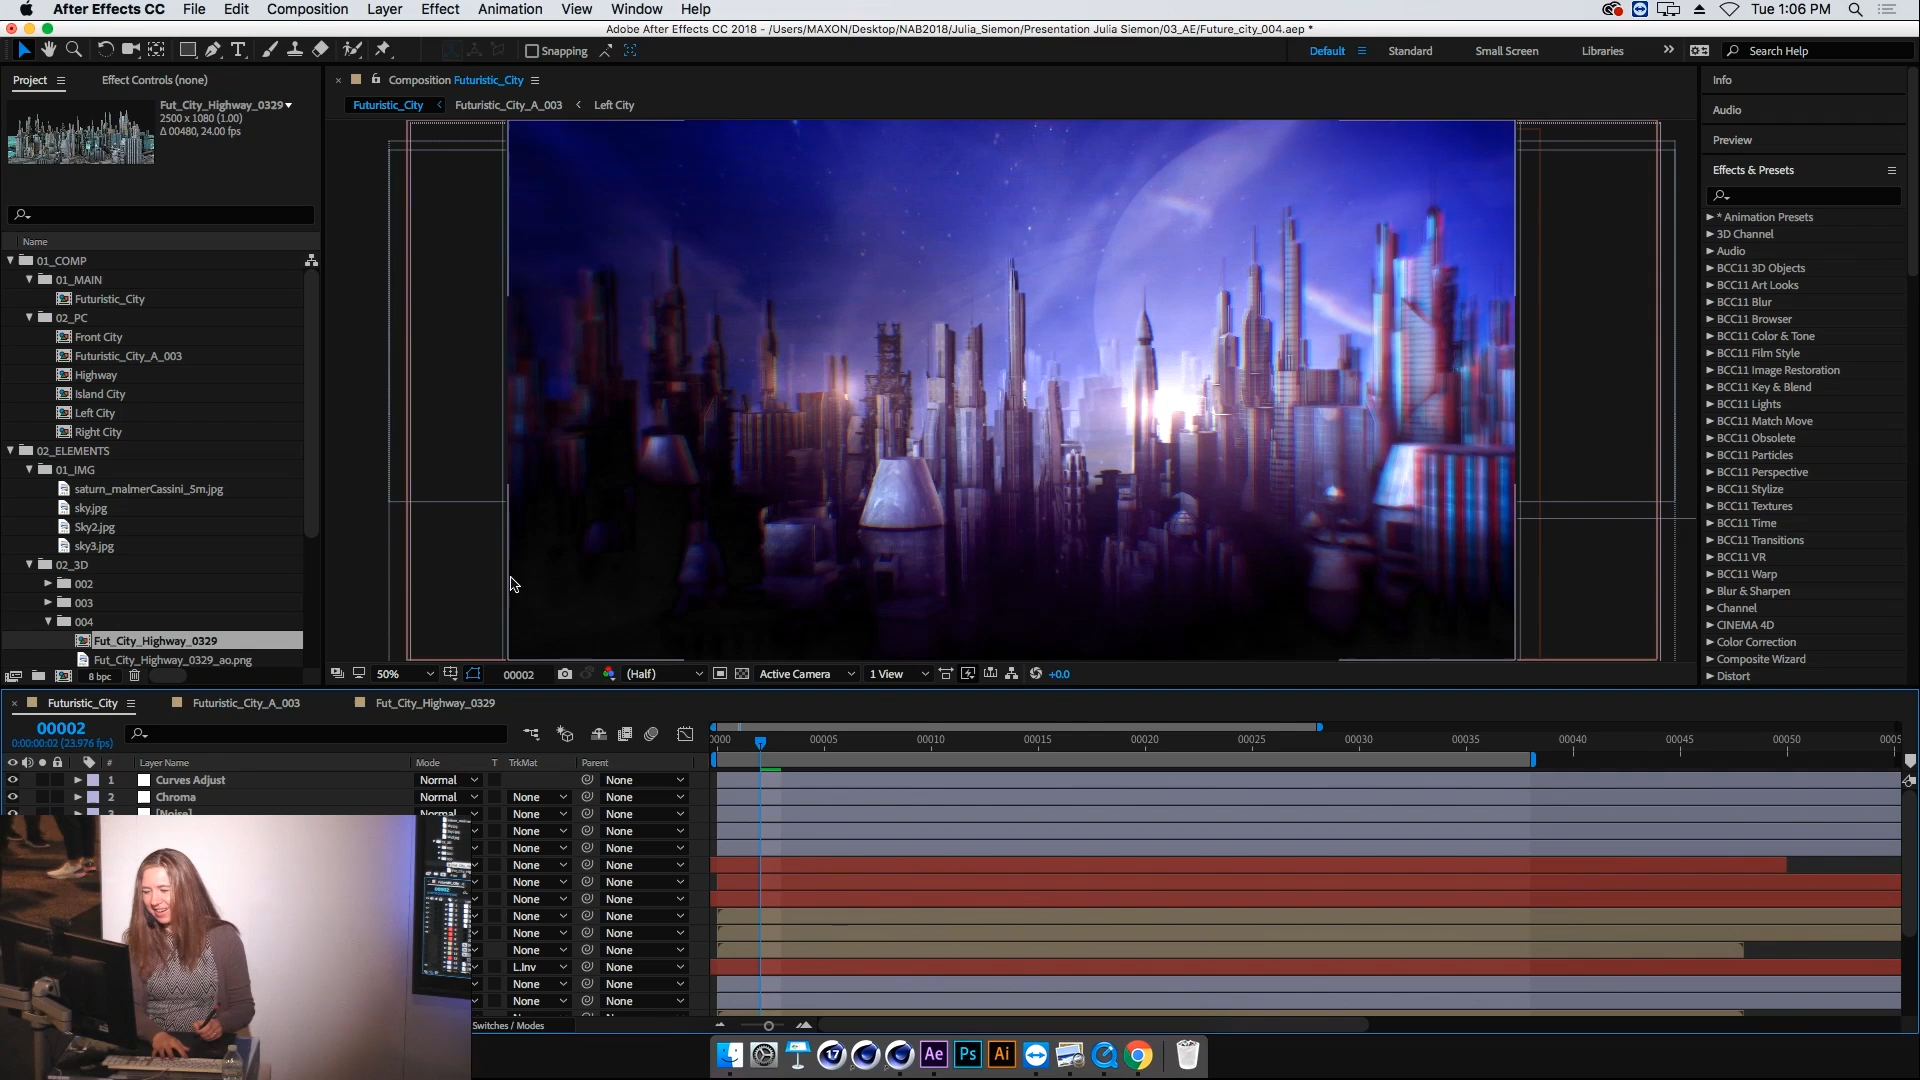 After Effects CC File Edit Composition Layer Effect Animation View Window Help Tue 1:06 PM
Adobe After Effects CC 2018 - /Users/MAXON/Desktop/NAB2018/Julia_Siemon/Presentation Julia Siemon/03_AE/Future_city_004.aep *
Snapping Default Standard Small Screen Libraries Search Help
Project Effect Controls (none)
Fut_City_Highway_0329
2500 x 1080 (1.00)
Δ 00480, 24.00 fps
Name
01_COMP
01_MAIN
Futuristic_City
02_PC
Front City
Futuristic_City_A_003
Highway
Island City
Left City
Right City
02_ELEMENTS
01_IMG
saturn_malmerCassini_5m.jpg
sky.jpg
Sky2.jpg
sky3.jpg
02_3D
002
003
004
Fut_City_Highway_0329
Fut_City_Highway_0329_ao.png
8 bpc
Composition Futuristic_City
Futuristic_City Futuristic_City_A_003 Left City
50% 00002 (Half) Active Camera 1 View +0.0
Info
Audio
Preview
Effects & Presets
* Animation Presets
3D Channel
Audio
BCC11 3D Objects
BCC11 Art Looks
BCC11 Blur
BCC11 Browser
BCC11 Color & Tone
BCC11 Film Style
BCC11 Image Restoration
BCC11 Key & Blend
BCC11 Lights
BCC11 Match Move
BCC11 Obsolete
BCC11 Particles
BCC11 Perspective
BCC11 Stylize
BCC11 Textures
BCC11 Time
BCC11 Transitions
BCC11 VR
BCC11 Warp
Blur & Sharpen
Channel
CINEMA 4D
Color Correction
Composite Wizard
Distort
Futuristic_City Futuristic_City_A_003 Fut_City_Highway_0329
00002
0:00:00:02 (23.976 fps)
0000 00005 00010 00015 00020 00025 00030 00035 00040 00045 00050 0005
# Layer Name Mode T TrkMat Parent
1 Curves Adjust Normal None
2 Chroma Normal None None
3 [Noise] Normal None None
None None
None None
None None
None None
None None
None None
None None
None None
L.Inv None
None None
None None
Switches / Modes
17 Ae Ps Ai